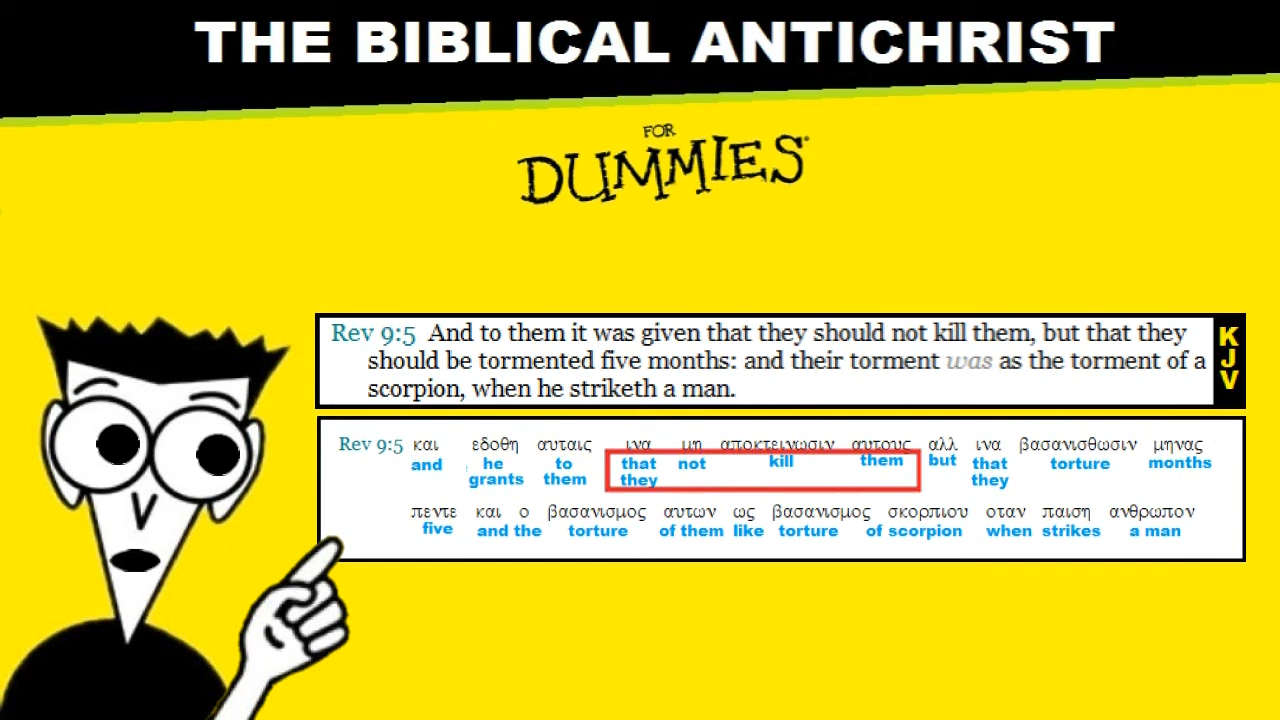 THE BIBLICAL ANTICHRIST
FOR
DUMMIES®
Rev 9:5 And to them it was given that they should not kill them, but that they
should be tormented five months: and their torment was as the torment of a
scorpion, when he striketh a man.
KJV
Rev 9:5 και εδοθη αυταις ινα μη αποκτεινωσιν αυτους αλλ ινα βασανισθωσιν μηνας
and he to that not kill them but that torture months
grants them they they
πεντε και ο βασανισμος αυτων ως βασανισμος σκορπιου οταν παιση ανθρωπον
five and the torture of them like torture of scorpion when strikes a man